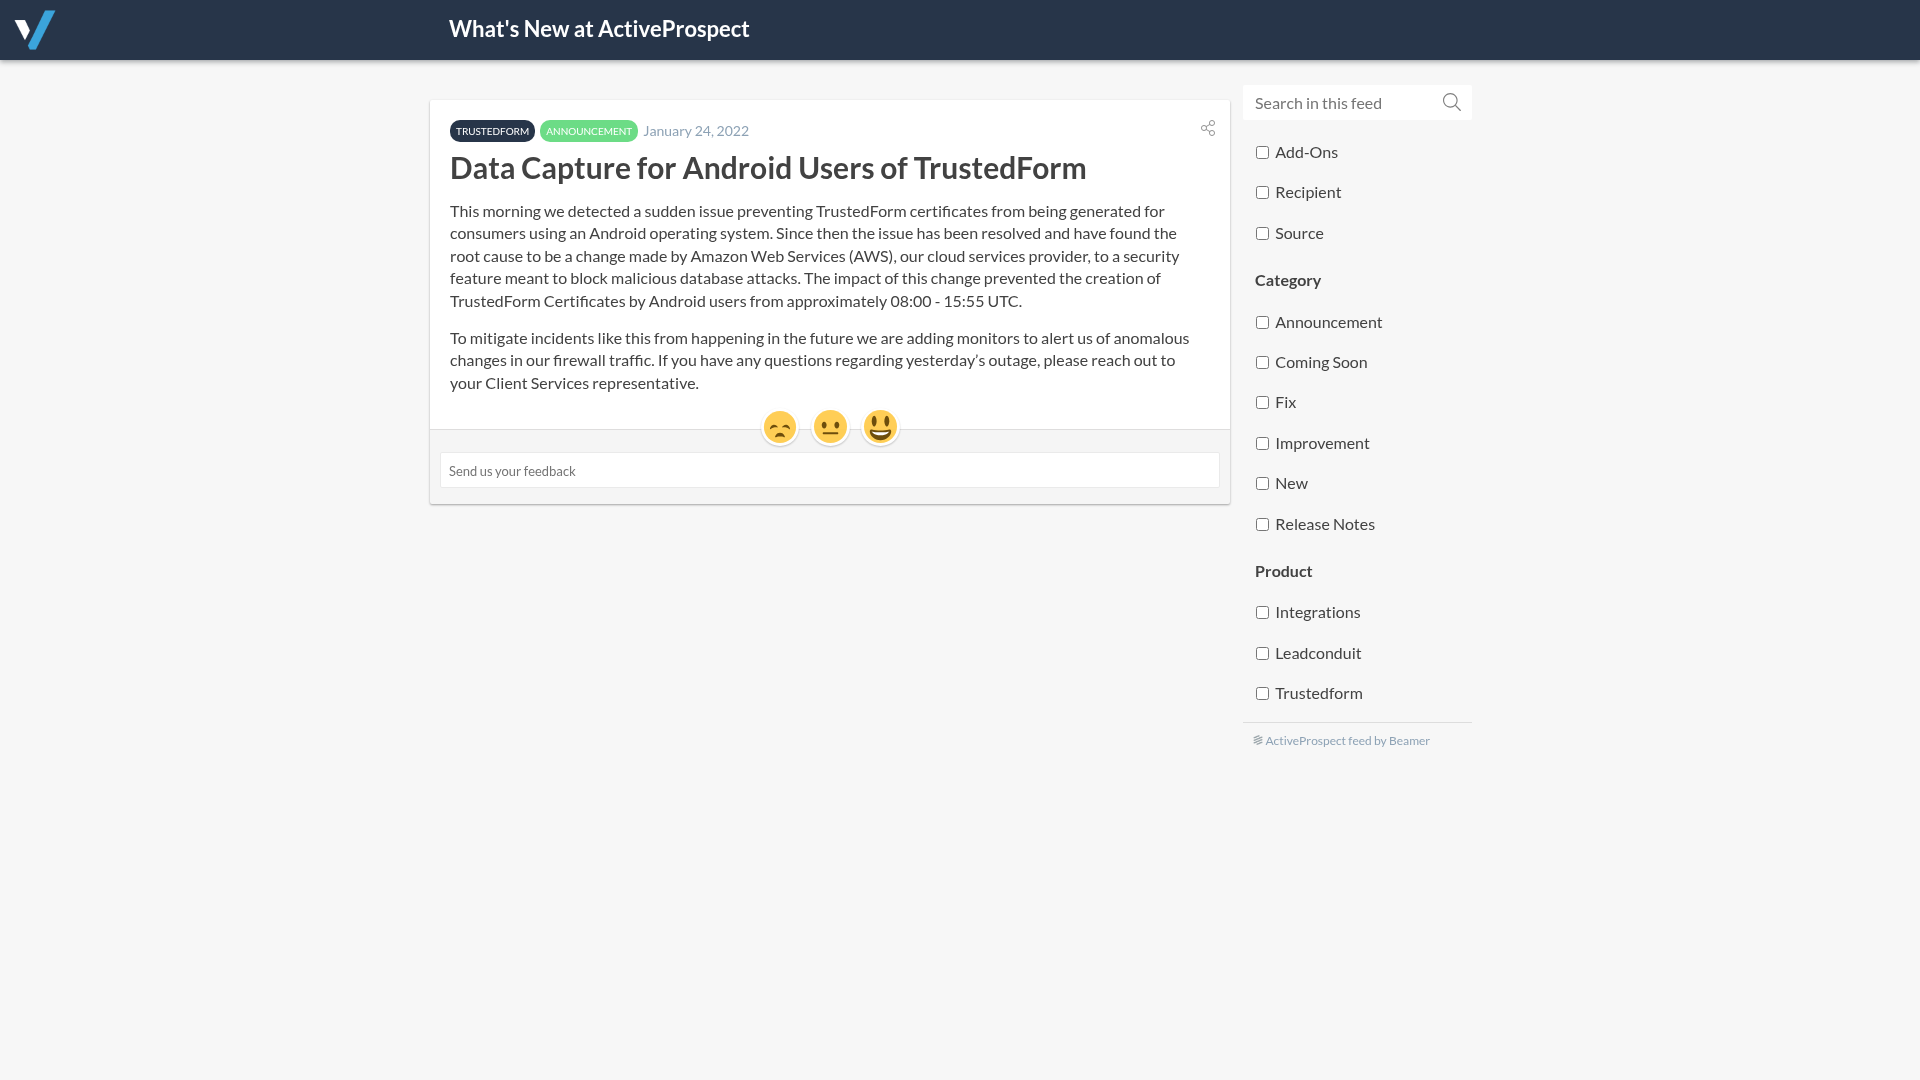 What's New at ActiveProspect
TRUSTEDFORM ANNOUNCEMENT January 24, 2022
Data Capture for Android Users of TrustedForm
This morning we detected a sudden issue preventing TrustedForm certificates from being generated for
consumers using an Android operating system. Since then the issue has been resolved and have found the
root cause to be a change made by Amazon Web Services (AWS), our cloud services provider, to a security
feature meant to block malicious database attacks. The impact of this change prevented the creation of
TrustedForm Certificates by Android users from approximately 08:00 - 15:55 UTC.
To mitigate incidents like this from happening in the future we are adding monitors to alert us of anomalous
changes in our firewall traffic. If you have any questions regarding yesterday’s outage, please reach out to
your Client Services representative.
Send us your feedback
Search in this feed
Add-Ons
Recipient
Source
Category
Announcement
Coming Soon
Fix
Improvement
New
Release Notes
Product
Integrations
Leadconduit
Trustedform
ActiveProspect feed by Beamer